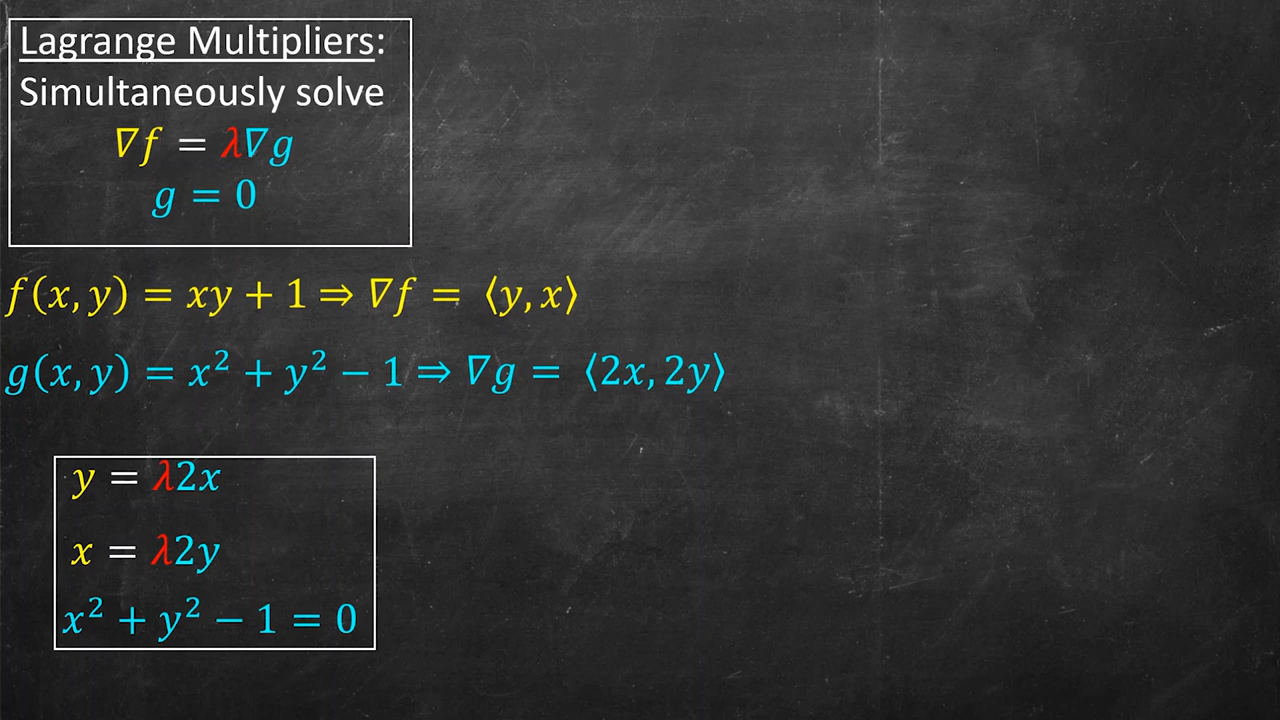 Lagrange Multipliers:
Simultaneously solve
∇f = λ∇g
g = 0
f(x, y) = xy + 1 ⇒ ∇f = ⟨y, x⟩
g(x, y) = x² + y² − 1 ⇒ ∇g = ⟨2x, 2y⟩
y = λ2x
x = λ2y
x² + y² − 1 = 0